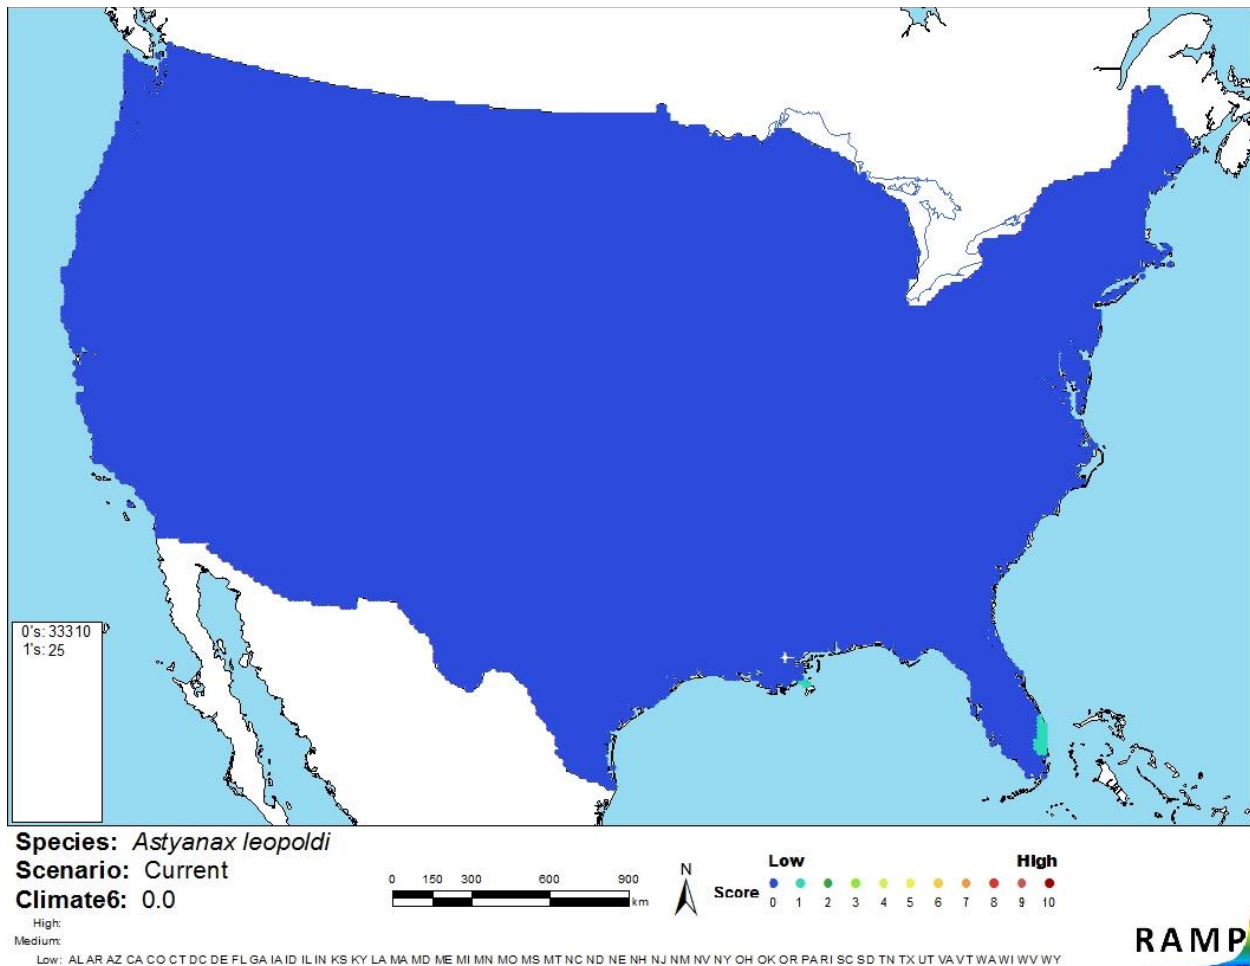 0's: 33310
1's: 25
Species: Astyanax leopoldi
Scenario: Current
Climate6: 0.0
High:
Medium:
Low: AL AR AZ CA CO CT DC DE FL GA IA ID IL IN KS KY LA MA MD ME MI MN MO MS MT NC ND NE NH NJ NM NV NY OH OK OR PA RI SC SD TN TX UT VA VT WA WI WV WY
0 150 300 600 900
km
N
Low High
Score
0 1 2 3 4 5 6 7 8 9 10
RAMP